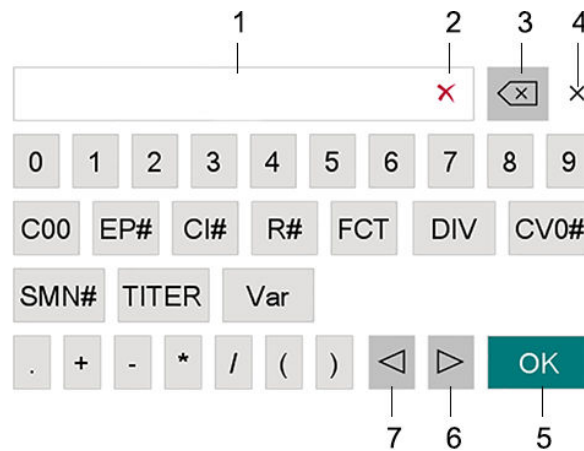 1 2 3 4
0 1 2 3 4 5 6 7 8 9
C00 EP# CI# R# FCT DIV CV0#
SMN# TITER Var
. + - * / ( ) OK
7 6 5